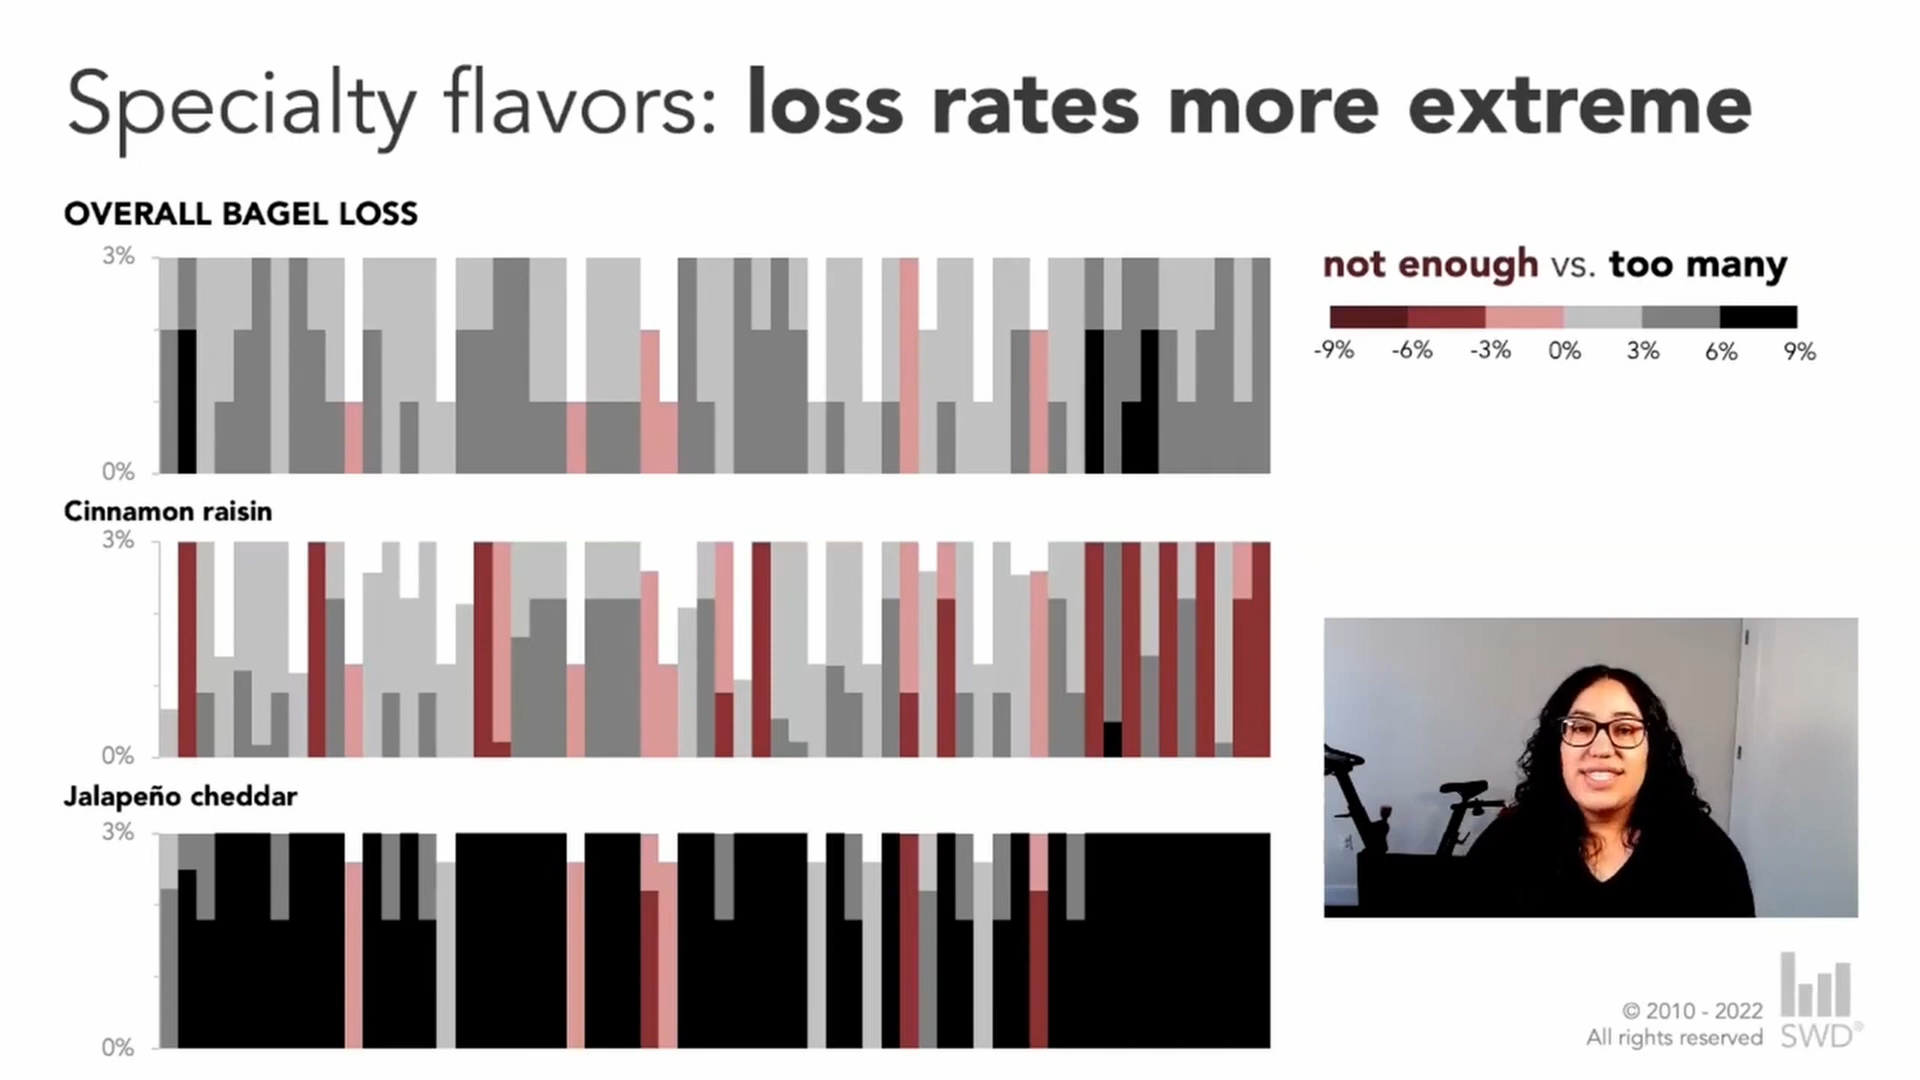 Specialty flavors: loss rates more extreme
OVERALL BAGEL LOSS
3%
0%
not enough vs. too many
-9% -6% -3% 0% 3% 6% 9%
Cinnamon raisin
3%
0%
Jalapeño cheddar
3%
0%
© 2010 - 2022
All rights reserved
SWD®